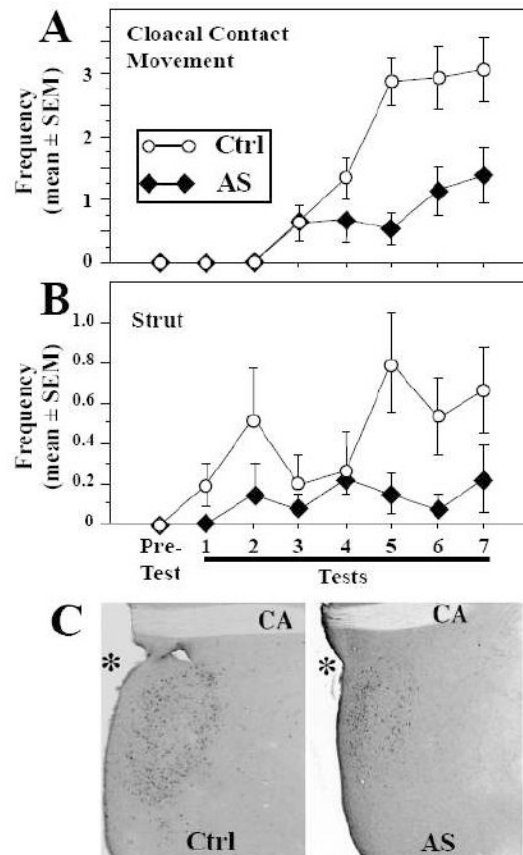 A
Cloacal Contact
Movement
3
2
1
0
Frequency
(mean ± SEM)
Ctrl
AS
B
Strut
1.0
0.8
0.6
0.4
0.2
0
Frequency
(mean ± SEM)
Pre-
Test
1 2 3 4 5 6 7
Tests
C
CA
*
Ctrl
CA
*
AS